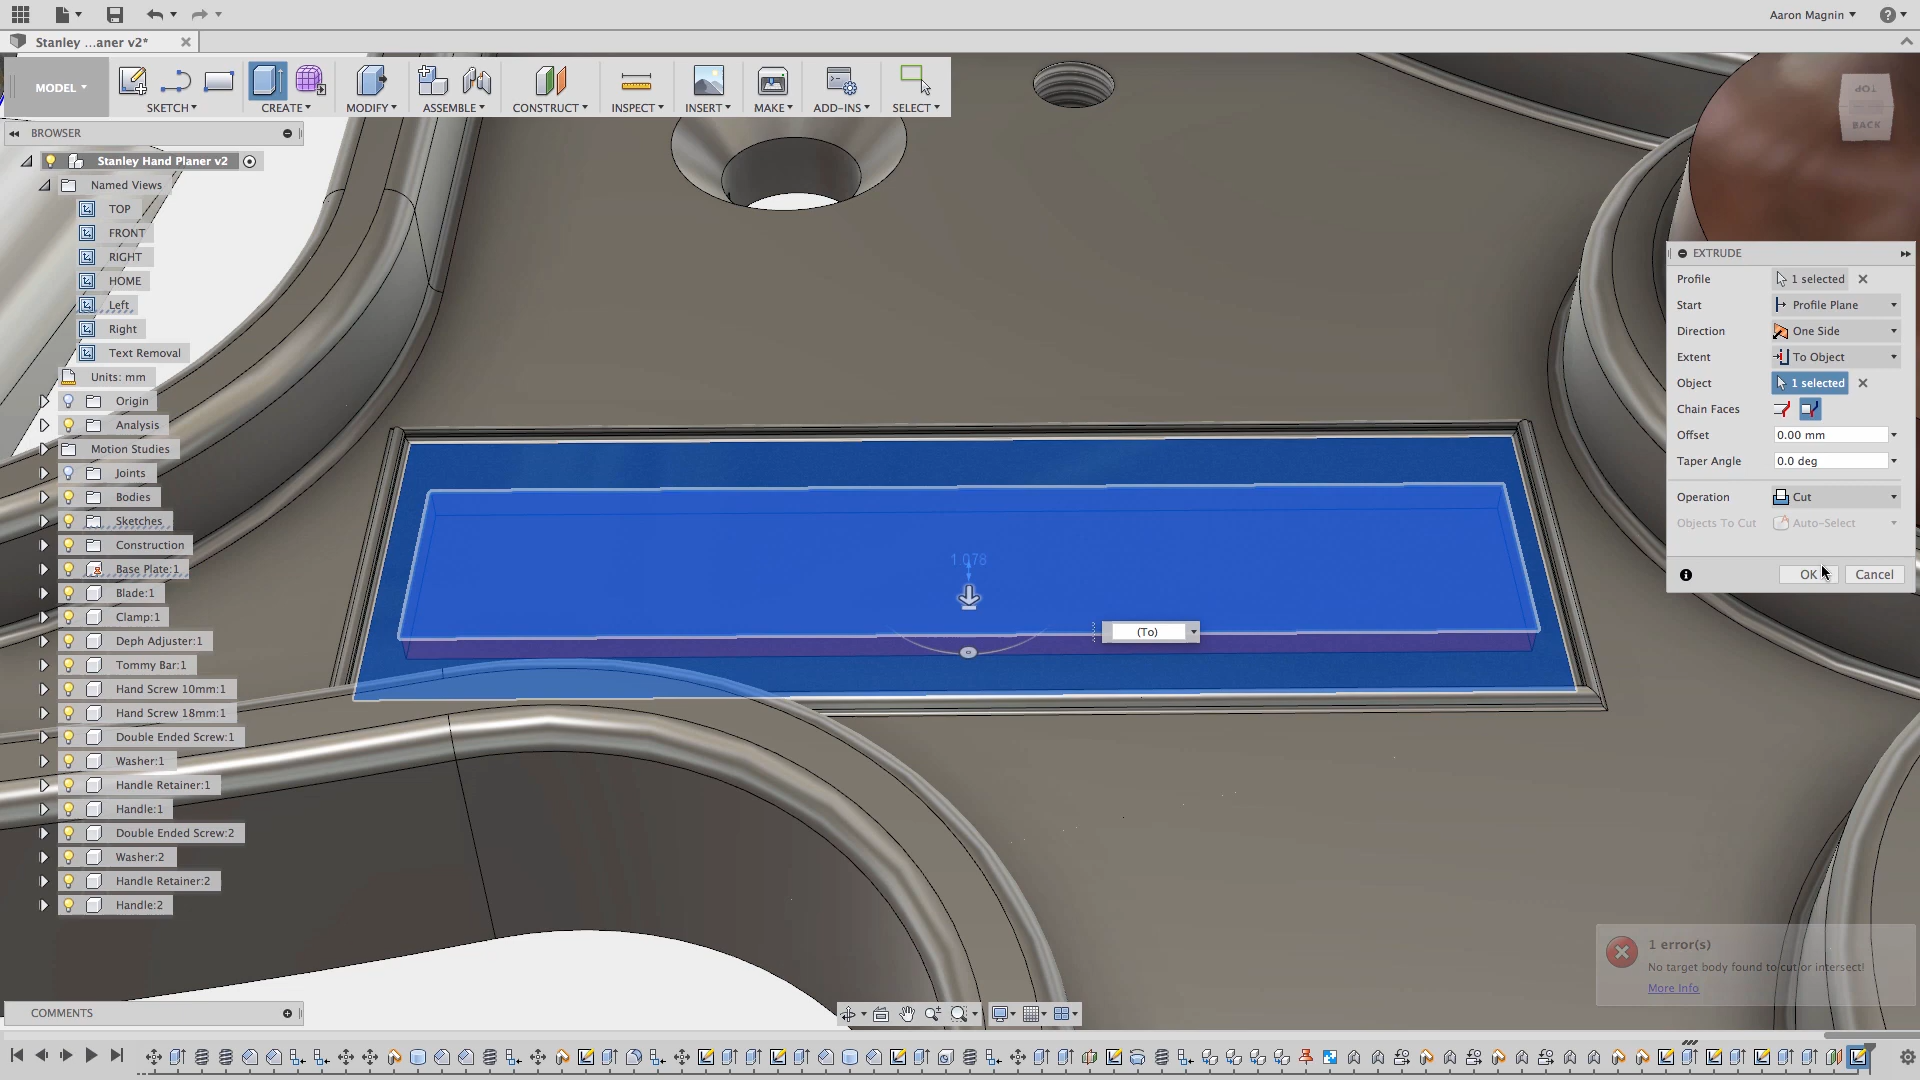 Aaron Magnin
Stanley ...aner v2*
MODEL
SKETCH
CREATE
MODIFY
ASSEMBLE
CONSTRUCT
INSPECT
INSERT
MAKE
ADD-INS
SELECT
TOP
BACK
BROWSER
Stanley Hand Planer v2
Named Views
TOP
FRONT
RIGHT
HOME
Left
Right
Text Removal
Units: mm
Origin
Analysis
Motion Studies
Joints
Bodies
Sketches
Construction
Base Plate:1
Blade:1
Clamp:1
Deph Adjuster:1
Tommy Bar:1
Hand Screw 10mm:1
Hand Screw 18mm:1
Double Ended Screw:1
Washer:1
Handle Retainer:1
Handle:1
Double Ended Screw:2
Washer:2
Handle Retainer:2
Handle:2
EXTRUDE
Profile 1 selected
Start Profile Plane
Direction One Side
Extent To Object
Object 1 selected
Chain Faces
Offset 0.00 mm
Taper Angle 0.0 deg
Operation Cut
Objects To Cut Auto-Select
OK Cancel
1.078
(To)
1 error(s)
No target body found to cut or intersect!
More Info
COMMENTS